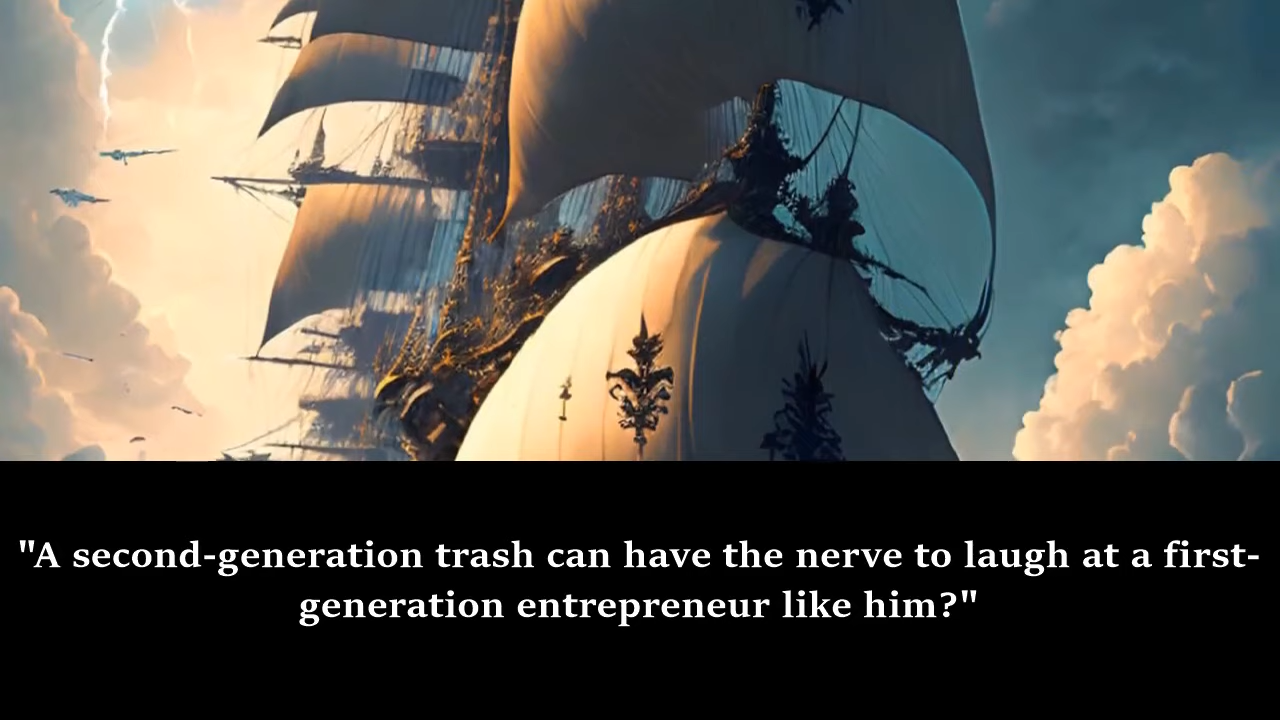 "A second-generation trash can have the nerve to laugh at a first-
generation entrepreneur like him?"